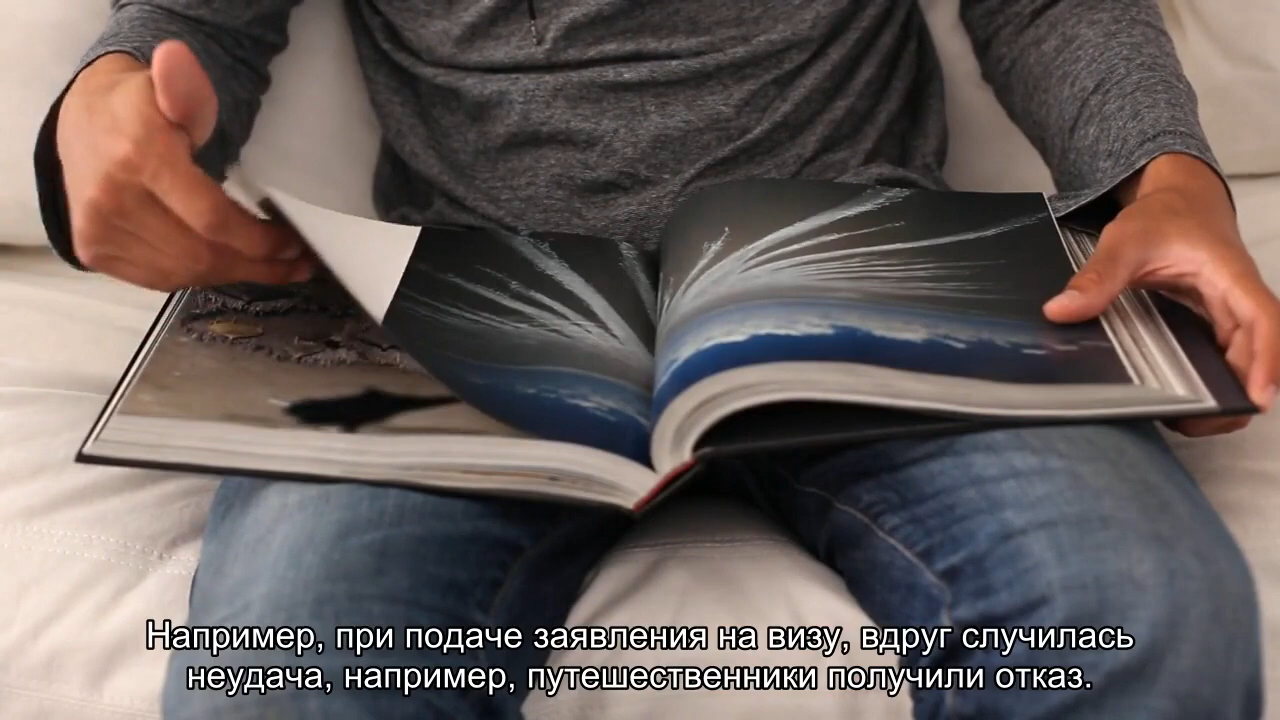 Например, при подаче заявления на визу, вдруг случилась
неудача, например, путешественники получили отказ.